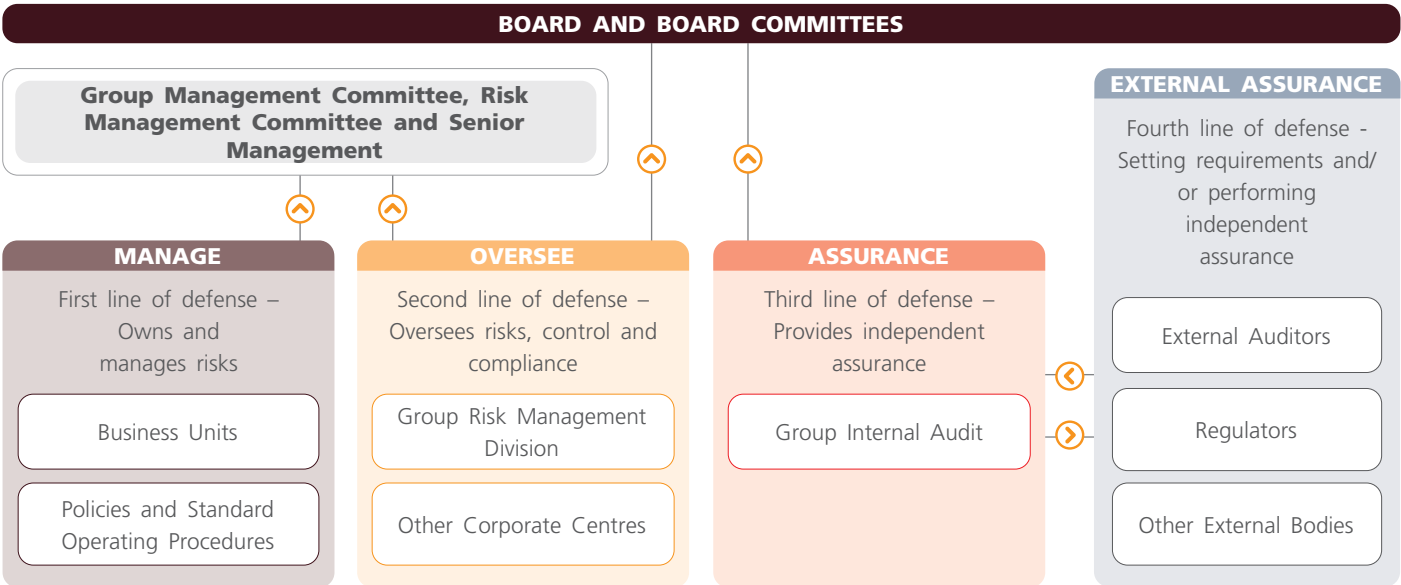 BOARD AND BOARD COMMITTEES
Group Management Committee, Risk
Management Committee and Senior
Management
MANAGE
First line of defense –
Owns and
manages risks
Business Units
Policies and Standard
Operating Procedures
OVERSEE
Second line of defense –
Oversees risks, control and
compliance
Group Risk Management
Division
Other Corporate Centres
ASSURANCE
Third line of defense –
Provides independent
assurance
Group Internal Audit
EXTERNAL ASSURANCE
Fourth line of defense -
Setting requirements and/
or performing
independent
assurance
External Auditors
Regulators
Other External Bodies